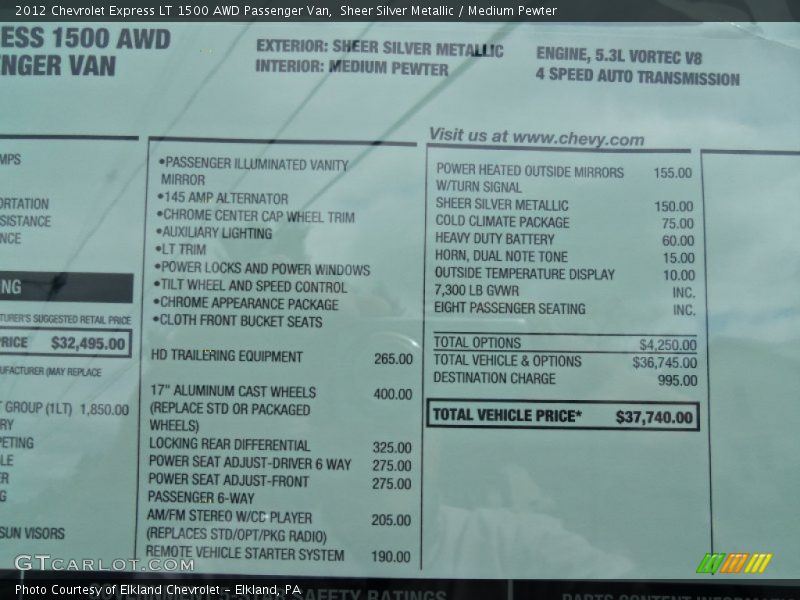 2012 Chevrolet Express LT 1500 AWD Passenger Van, Sheer Silver Metallic / Medium Pewter
ESS 1500 AWD
NGER VAN
EXTERIOR: SHEER SILVER METALLIC
INTERIOR: MEDIUM PEWTER
ENGINE, 5.3L VORTEC V8
4 SPEED AUTO TRANSMISSION
MPS
ORTATION
SISTANCE
NCE
NG
TURER'S SUGGESTED RETAIL PRICE
PRICE $32,495.00
UFACTURER (MAY REPLACE
T GROUP (1LT) 1,850.00
RY
PETING
LE
ER
G
SUN VISORS
•PASSENGER ILLUMINATED VANITY
MIRROR
•145 AMP ALTERNATOR
•CHROME CENTER CAP WHEEL TRIM
•AUXILIARY LIGHTING
•LT TRIM
•POWER LOCKS AND POWER WINDOWS
•TILT WHEEL AND SPEED CONTROL
•CHROME APPEARANCE PACKAGE
•CLOTH FRONT BUCKET SEATS
HD TRAILERING EQUIPMENT 265.00
17" ALUMINUM CAST WHEELS 400.00
(REPLACE STD OR PACKAGED
WHEELS)
LOCKING REAR DIFFERENTIAL 325.00
POWER SEAT ADJUST-DRIVER 6 WAY 275.00
POWER SEAT ADJUST-FRONT 275.00
PASSENGER 6-WAY
AM/FM STEREO W/CD PLAYER 205.00
(REPLACES STD/OPT/PKG RADIO)
REMOTE VEHICLE STARTER SYSTEM 190.00
Visit us at www.chevy.com
POWER HEATED OUTSIDE MIRRORS 155.00
W/TURN SIGNAL
SHEER SILVER METALLIC 150.00
COLD CLIMATE PACKAGE 75.00
HEAVY DUTY BATTERY 60.00
HORN, DUAL NOTE TONE 15.00
OUTSIDE TEMPERATURE DISPLAY 10.00
7,300 LB GVWR INC.
EIGHT PASSENGER SEATING INC.
TOTAL OPTIONS $4,250.00
TOTAL VEHICLE & OPTIONS $36,745.00
DESTINATION CHARGE 995.00
TOTAL VEHICLE PRICE* $37,740.00
GTcarlot.com
Photo Courtesy of Elkland Chevrolet - Elkland, PA
GOVERNMENT 5-STAR SAFETY RATINGS
PARTS CONTENT INFORMATION